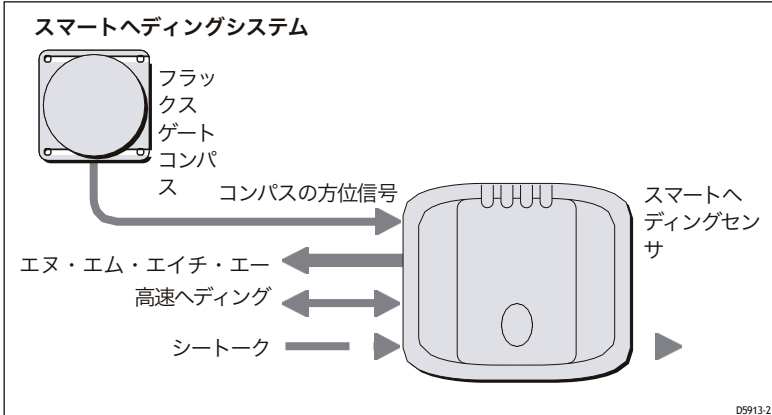 スマートヘディングシステム
フラッ
クス
ゲート
コンパ
ス
コンパスの方位信号
スマートヘ
ディングセン
サ
エヌ・エム・エイチ・エー
高速ヘディング
シートーク
D5913-2